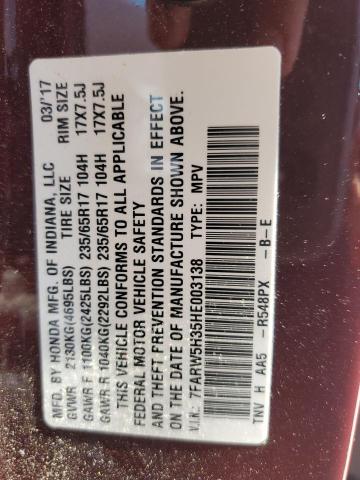 MFG. BY HONDA MFG. OF INDIANA, LLC 03/'17
GVWR 2130KG(4695LBS) TIRE SIZE RIM SIZE
GAWR F 1100KG(2425LBS) 235/65R17 104H 17X7.5J
GAWR R 1040KG(2292LBS) 235/65R17 104H 17X7.5J
THIS VEHICLE CONFORMS TO ALL APPLICABLE
FEDERAL MOTOR VEHICLE SAFETY
AND THEFT PREVENTION STANDARDS IN EFFECT
ON THE DATE OF MANUFACTURE SHOWN ABOVE.
V.I.N.: 7FARW5H35HE003138 TYPE: MPV
TNV H AA5 -R548PX -B-E